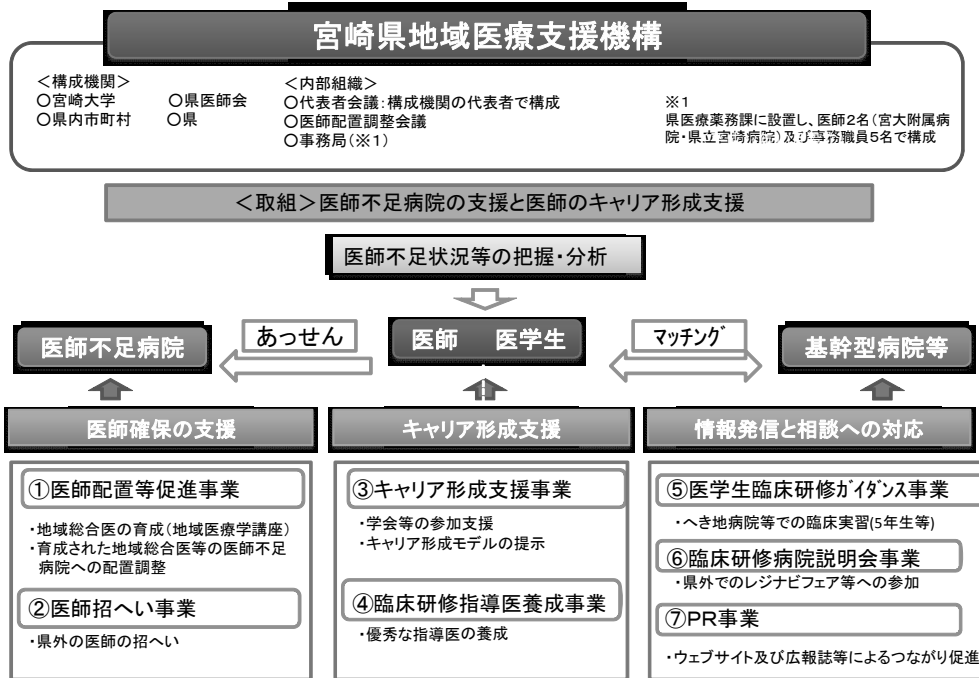 宮崎県地域医療支援機構
＜構成機関＞
○宮崎大学　○県医師会
○県内市町村　○県
＜内部組織＞
○代表者会議：構成機関の代表者で構成
○医師配置調整会議
○事務局(※1)
※1
県医療薬務課に設置し、医師2名(宮大附属病
院・県立宮崎病院)及び事務職員5名で構成
＜取組＞医師不足病院の支援と医師のキャリア形成支援
医師不足状況等の把握・分析
医師不足病院
あっせん
医師　医学生
マッチング
基幹型病院等
医師確保の支援
キャリア形成支援
情報発信と相談への対応
①医師配置等促進事業
・地域総合医の育成(地域医療学講座)
・育成された地域総合医等の医師不足
病院への配置調整
②医師招へい事業
・県外の医師の招へい
③キャリア形成支援事業
・学会等の参加支援
・キャリア形成モデルの提示
④臨床研修指導医養成事業
・優秀な指導医の養成
⑤医学生臨床研修ガイダンス事業
・へき地病院等での臨床実習(5年生等)
⑥臨床研修病院説明会事業
・県外でのレジナビフェア等への参加
⑦PR事業
・ウェブサイト及び広報誌等によるつながり促進